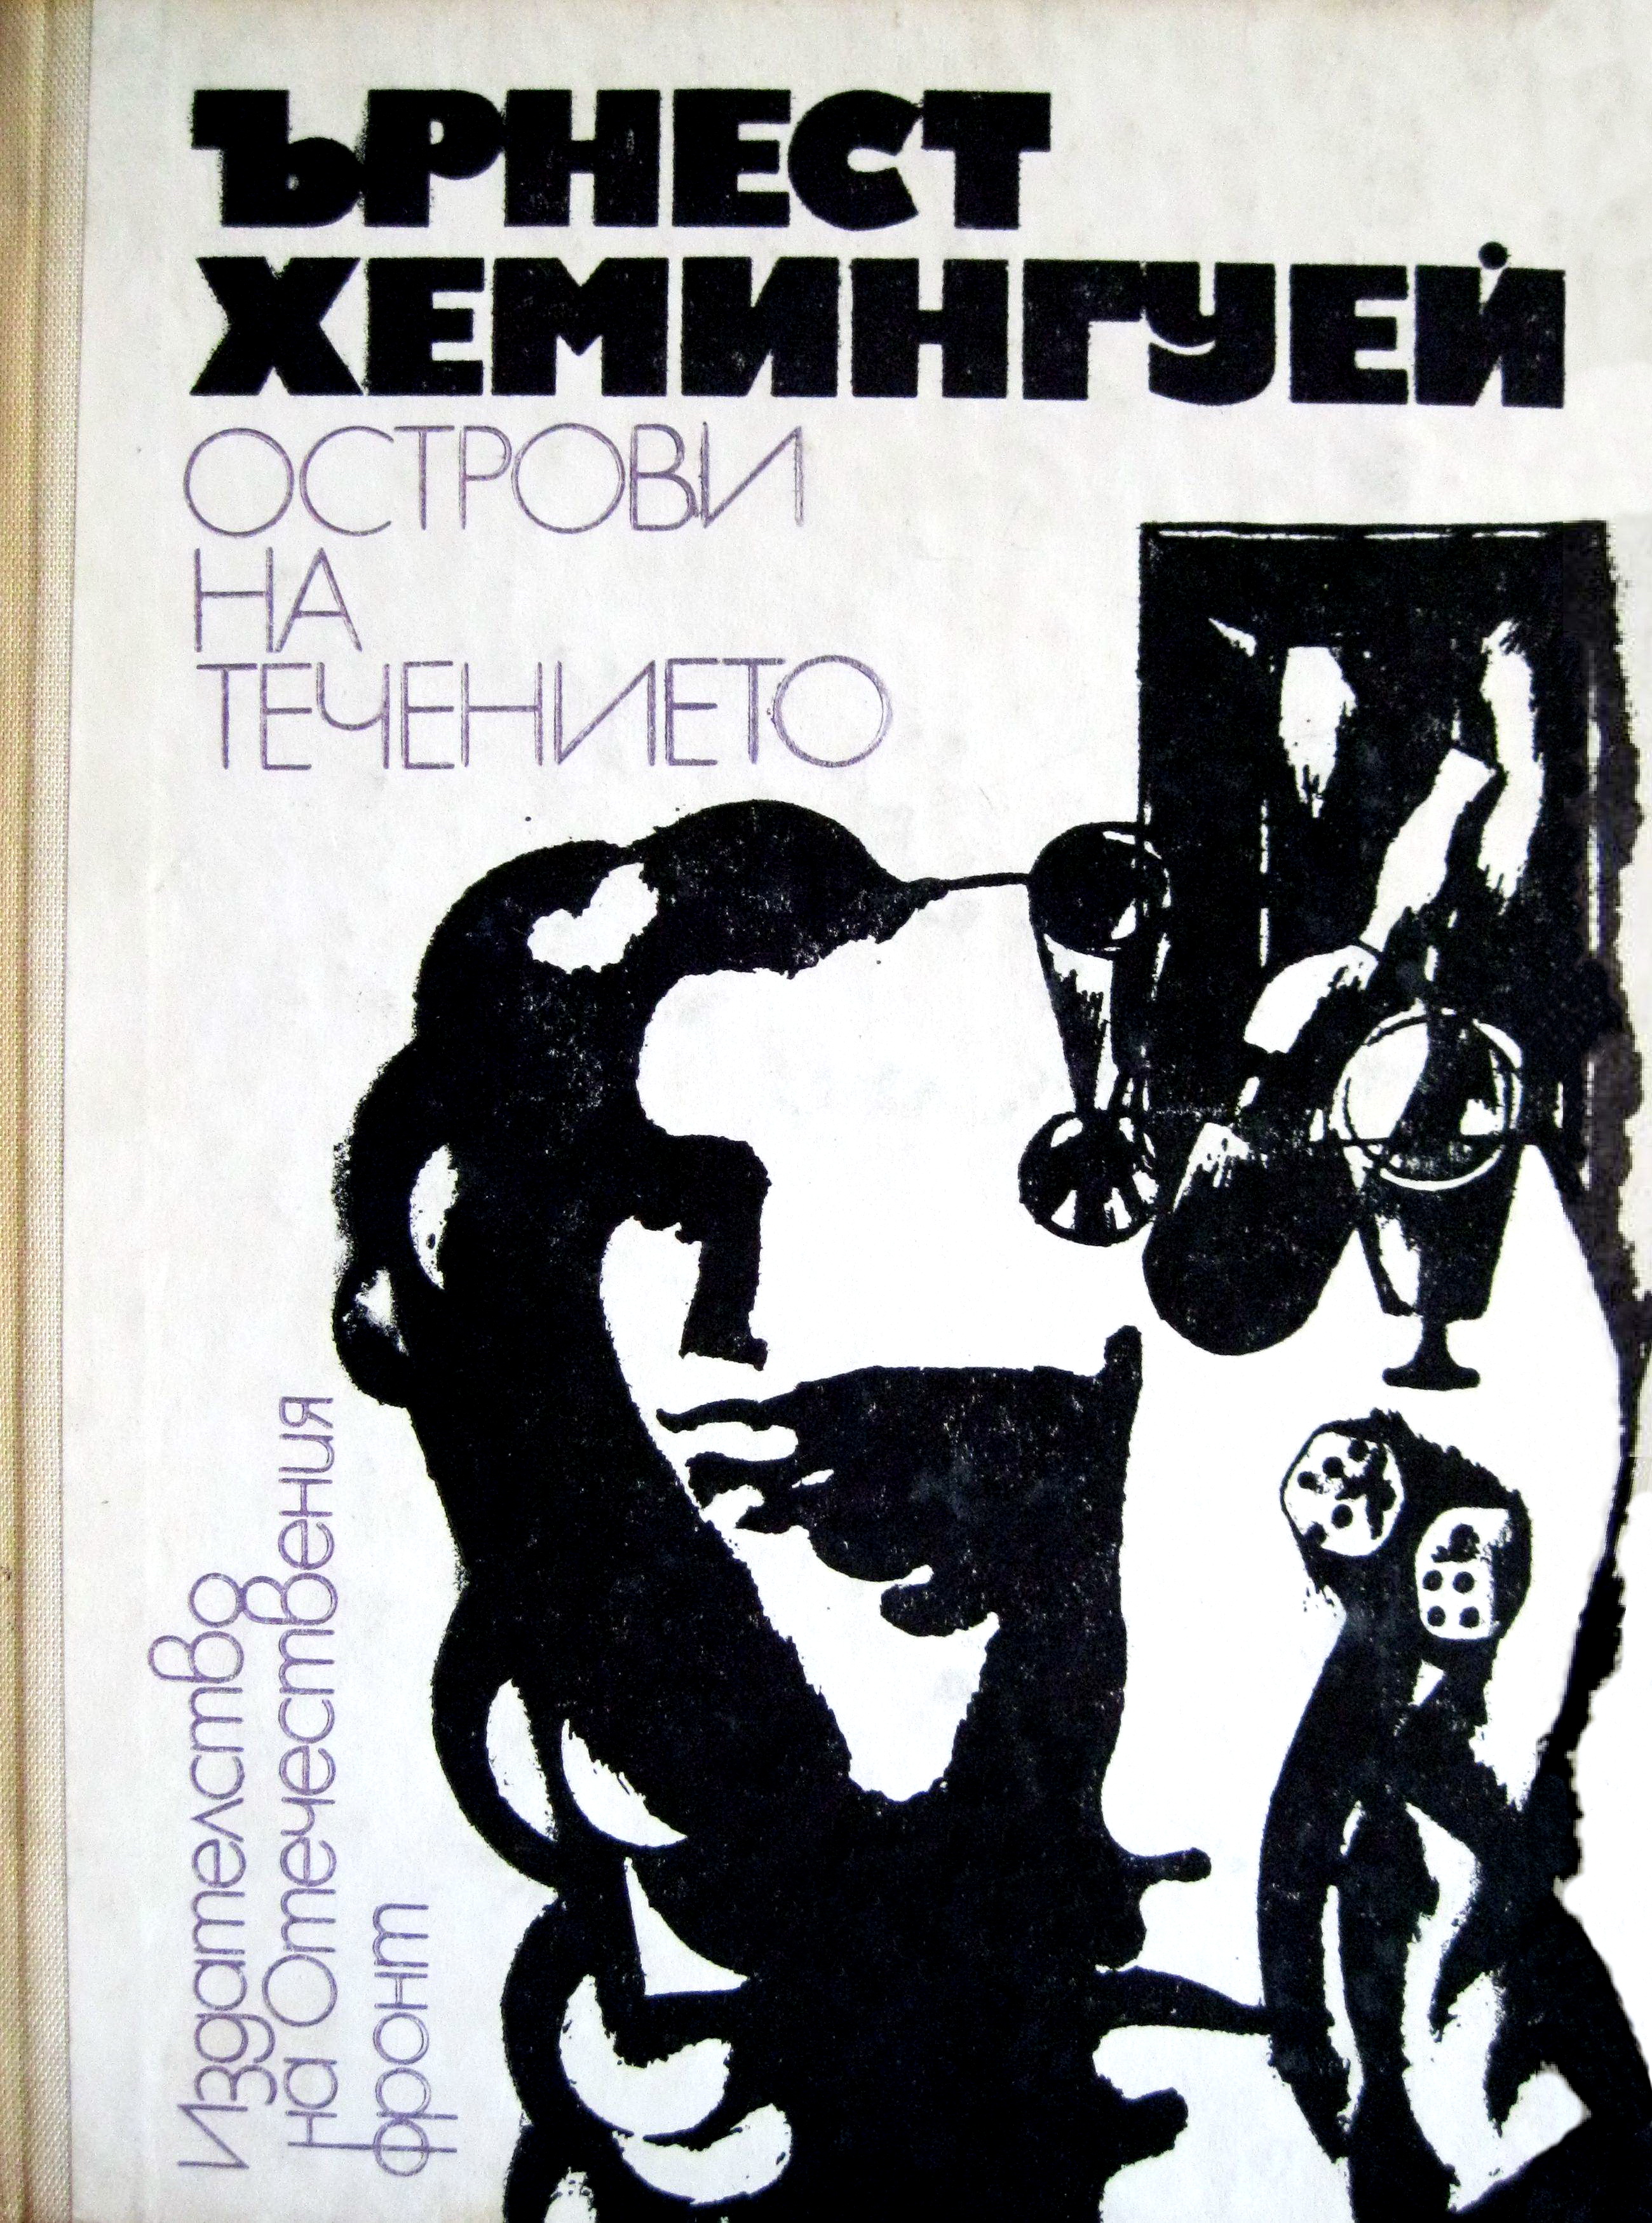 ЪРНЕСТ
ХЕМИНГУЕЙ
ОСТРОВИ
НА
ТЕЧЕНИЕТО
Издателство
на Отечествения
фронт